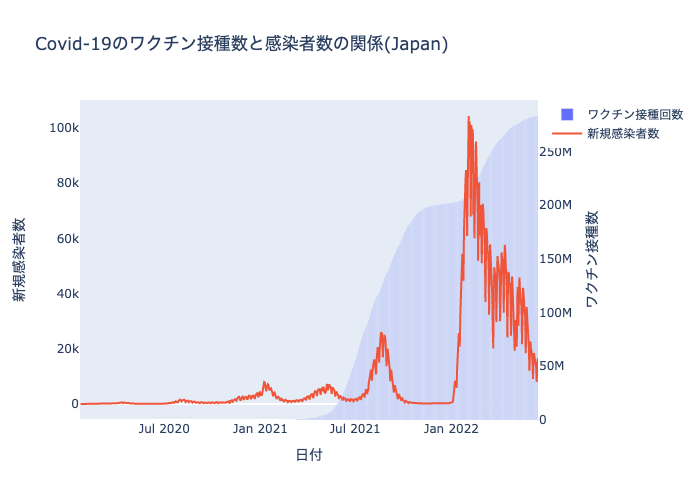 Covid-19のワクチン接種数と感染者数の関係(Japan)
ワクチン接種回数
新規感染者数
100k
80k
60k
40k
20k
0
新規感染者数
250M
200M
150M
100M
50M
0
ワクチン接種数
Jul 2020
Jan 2021
Jul 2021
Jan 2022
日付